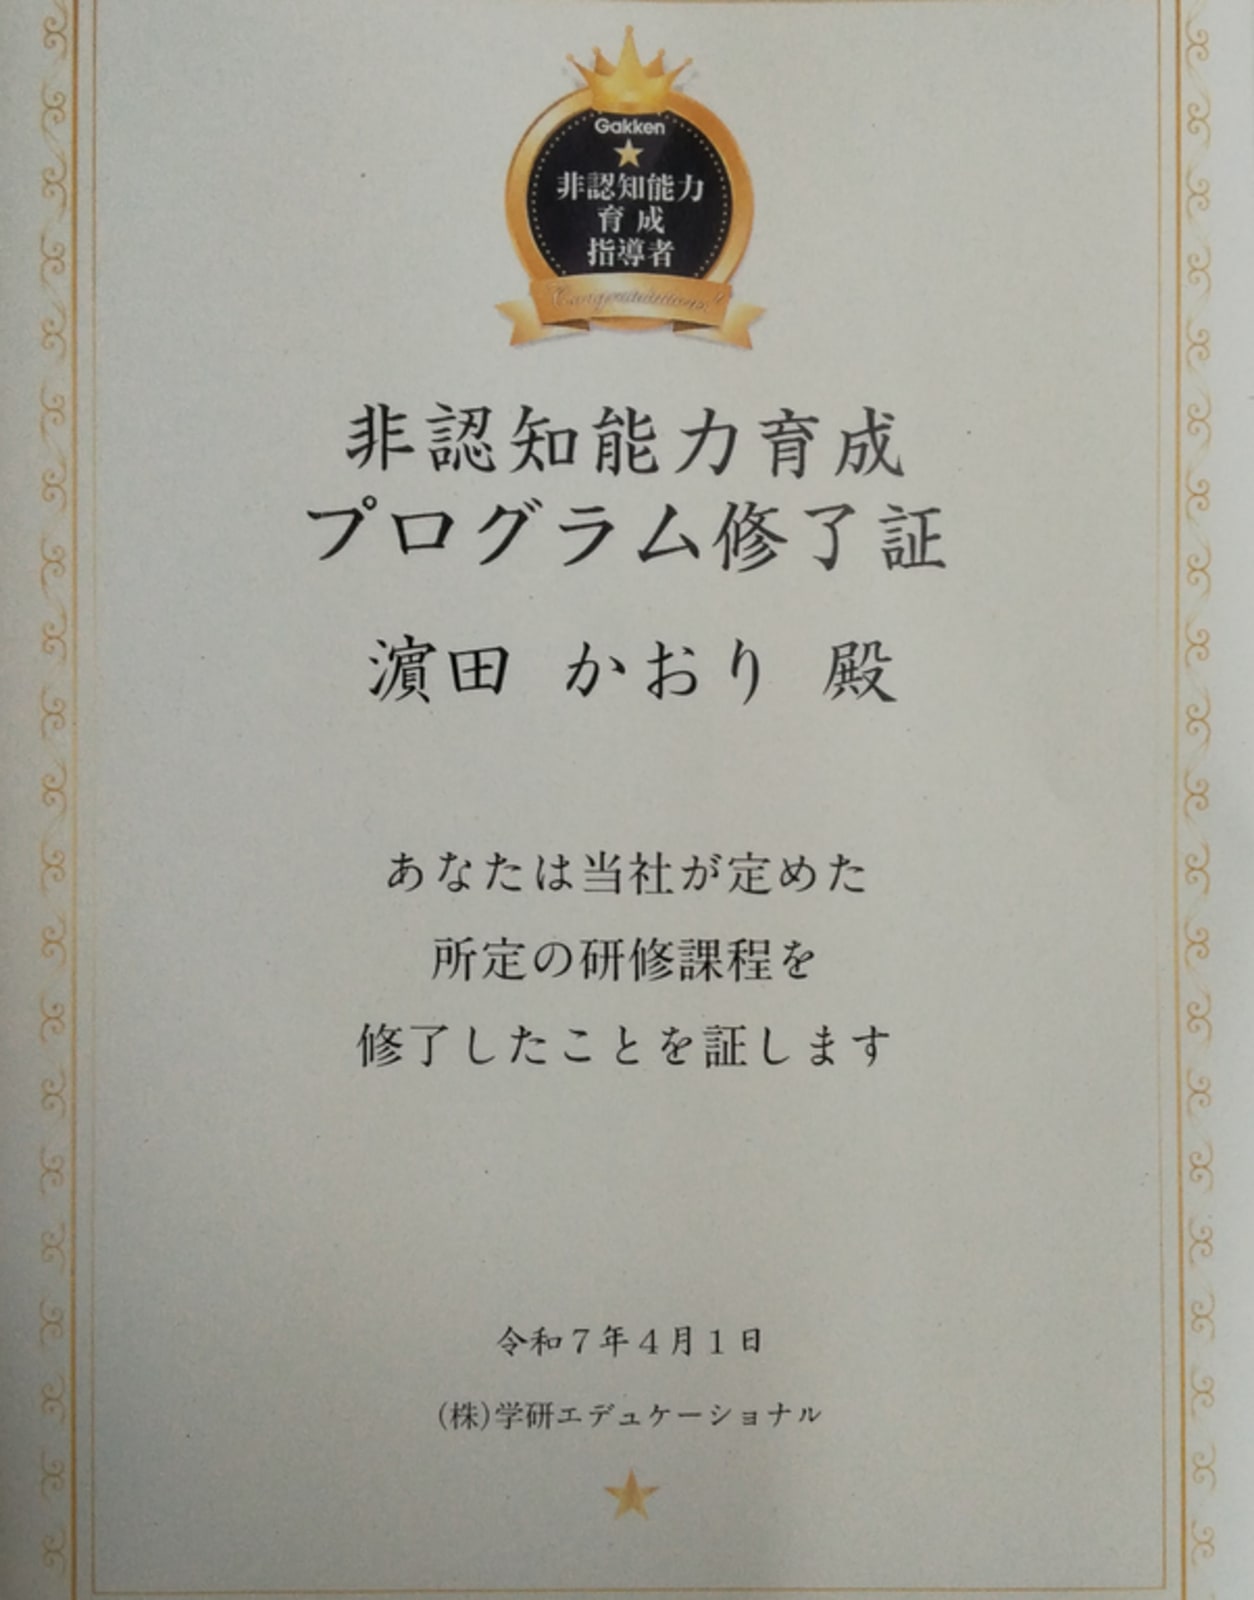 Gakken
非認知能力
育成
指導者
Congratulations!
非認知能力育成
プログラム修了証
濵田 かおり 殿
あなたは当社が定めた
所定の研修課程を
修了したことを証します
令和７年４月１日
(株)学研エデュケーショナル